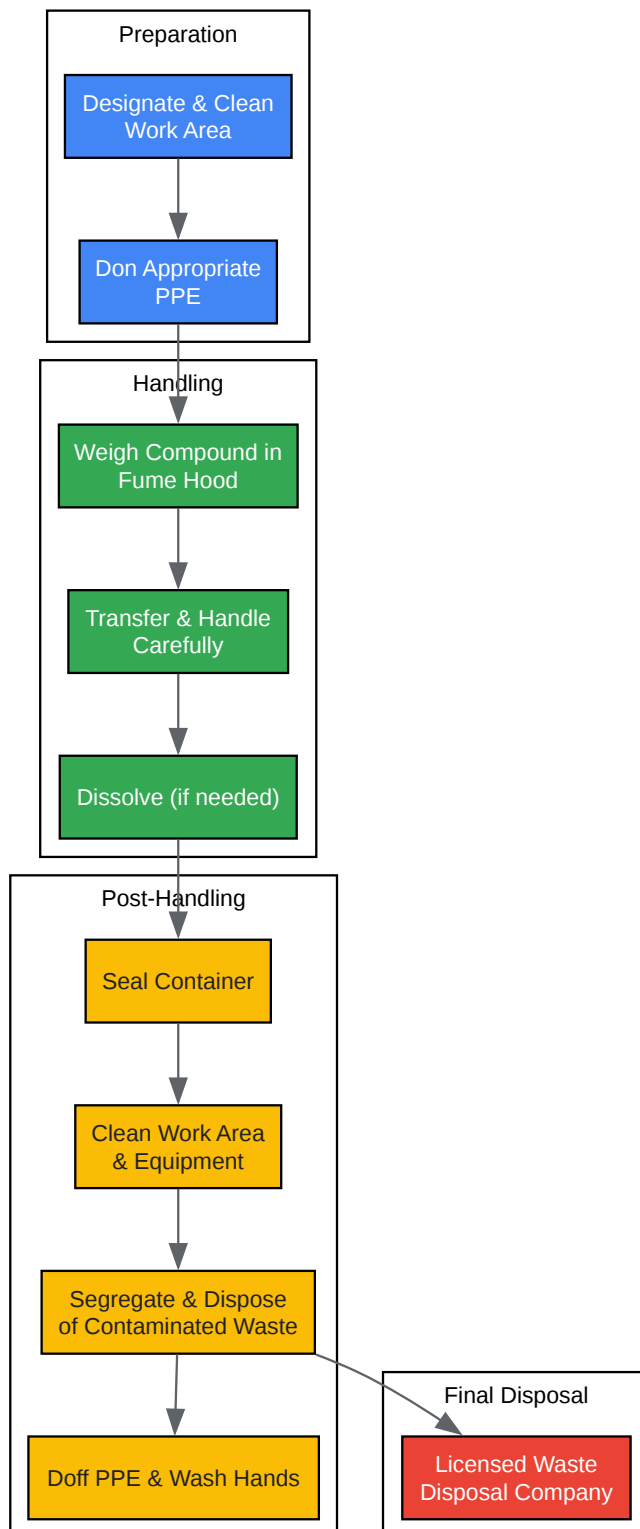 Preparation
Designate & Clean
Work Area
Don Appropriate
PPE
Handling
Weigh Compound in
Fume Hood
Transfer & Handle
Carefully
Dissolve (if needed)
Post-Handling
Seal Container
Clean Work Area
& Equipment
Segregate & Dispose
of Contaminated Waste
Doff PPE & Wash Hands
Final Disposal
Licensed Waste
Disposal Company